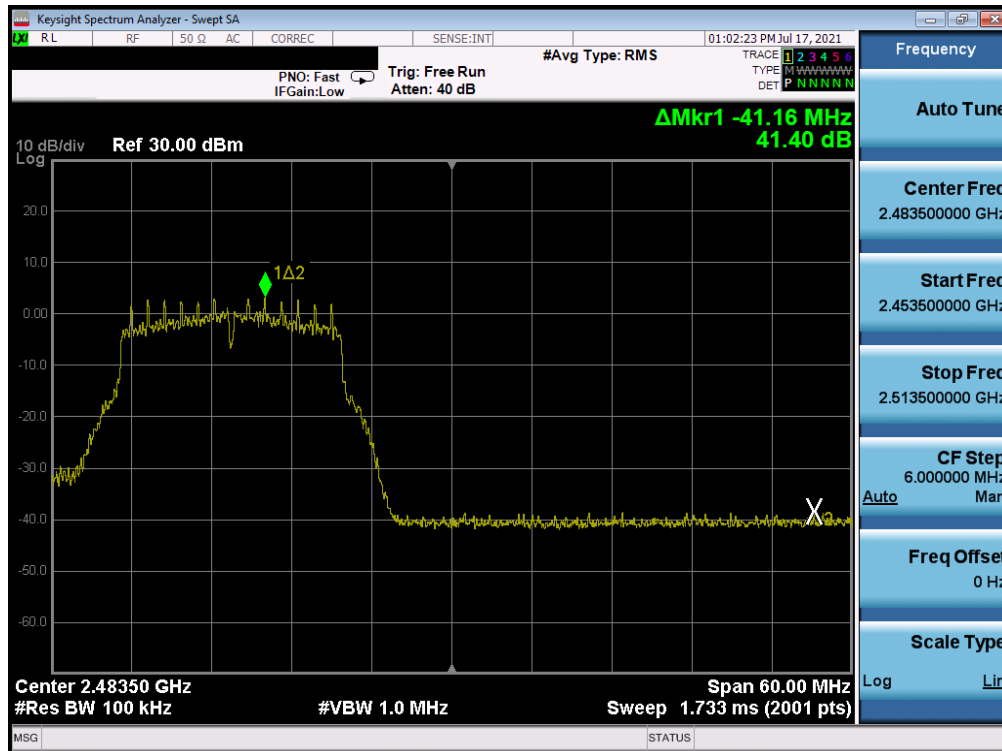 Keysight Spectrum Analyzer - Swept SA
LXI RL RF 50 Ω AC CORREC SENSE:INT 01:02:23 PM Jul 17, 2021
PNO: Fast
IFGain:Low
Trig: Free Run
Atten: 40 dB
#Avg Type: RMS
TRACE 1 2 3 4 5 6
TYPE M W W W W W
DET P N N N N N
ΔMkr1 -41.16 MHz
41.40 dB
10 dB/div
Log
Ref 30.00 dBm
20.0
10.0
0.00
-10.0
-20.0
-30.0
-40.0
-50.0
-60.0
1Δ2
X2
Center 2.48350 GHz
Span 60.00 MHz
#Res BW 100 kHz
#VBW 1.0 MHz
Sweep 1.733 ms (2001 pts)
MSG
STATUS
Frequency
Auto Tune
Center Freq
2.483500000 GHz
Start Freq
2.453500000 GHz
Stop Freq
2.513500000 GHz
CF Step
6.000000 MHz
Auto Man
Freq Offset
0 Hz
Scale Type
Log Lin